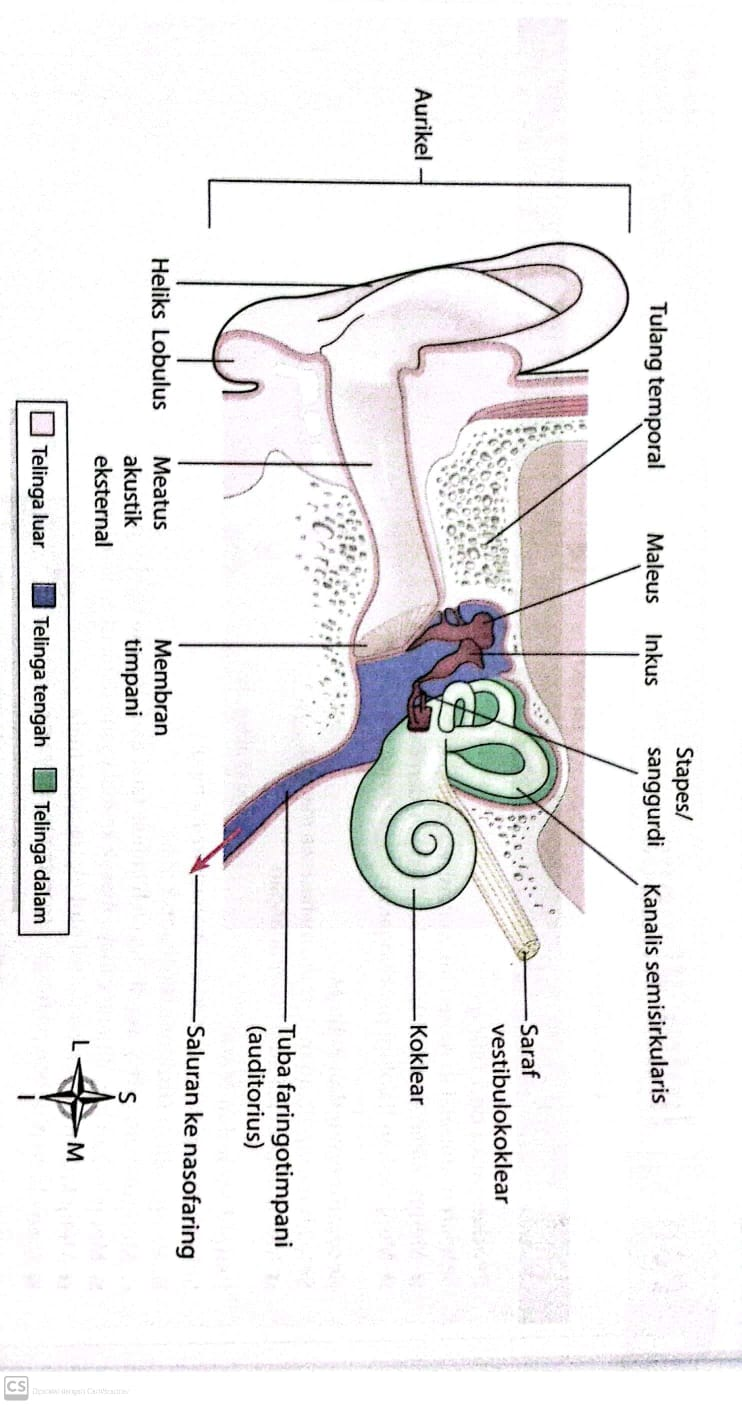 Stapes/
Tulang temporal
Maleus
Inkus
sanggurdi
Kanalis semisirkularis
Aurikel
Saraf
vestibulokoklear
Koklear
Tuba faringotimpani
(auditorius)
Saluran ke nasofaring
Heliks
Lobulus
Meatus
akustik
eksternal
Membran
timpani
S
L
M
I
Telinga luar
Telinga tengah
Telinga dalam
CS